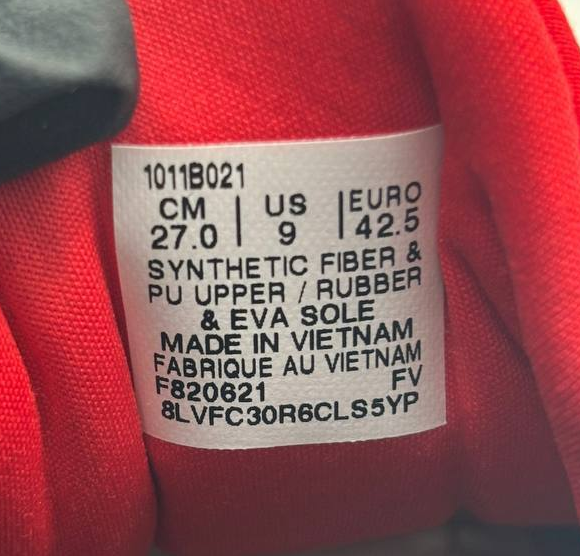 1011B021
CM | US | EURO
27.0 9 42.5
SYNTHETIC FIBER &
PU UPPER / RUBBER
& EVA SOLE
MADE IN VIETNAM
FABRIQUE AU VIETNAM
F820621 FV
8LVFC30R6CLS5YP